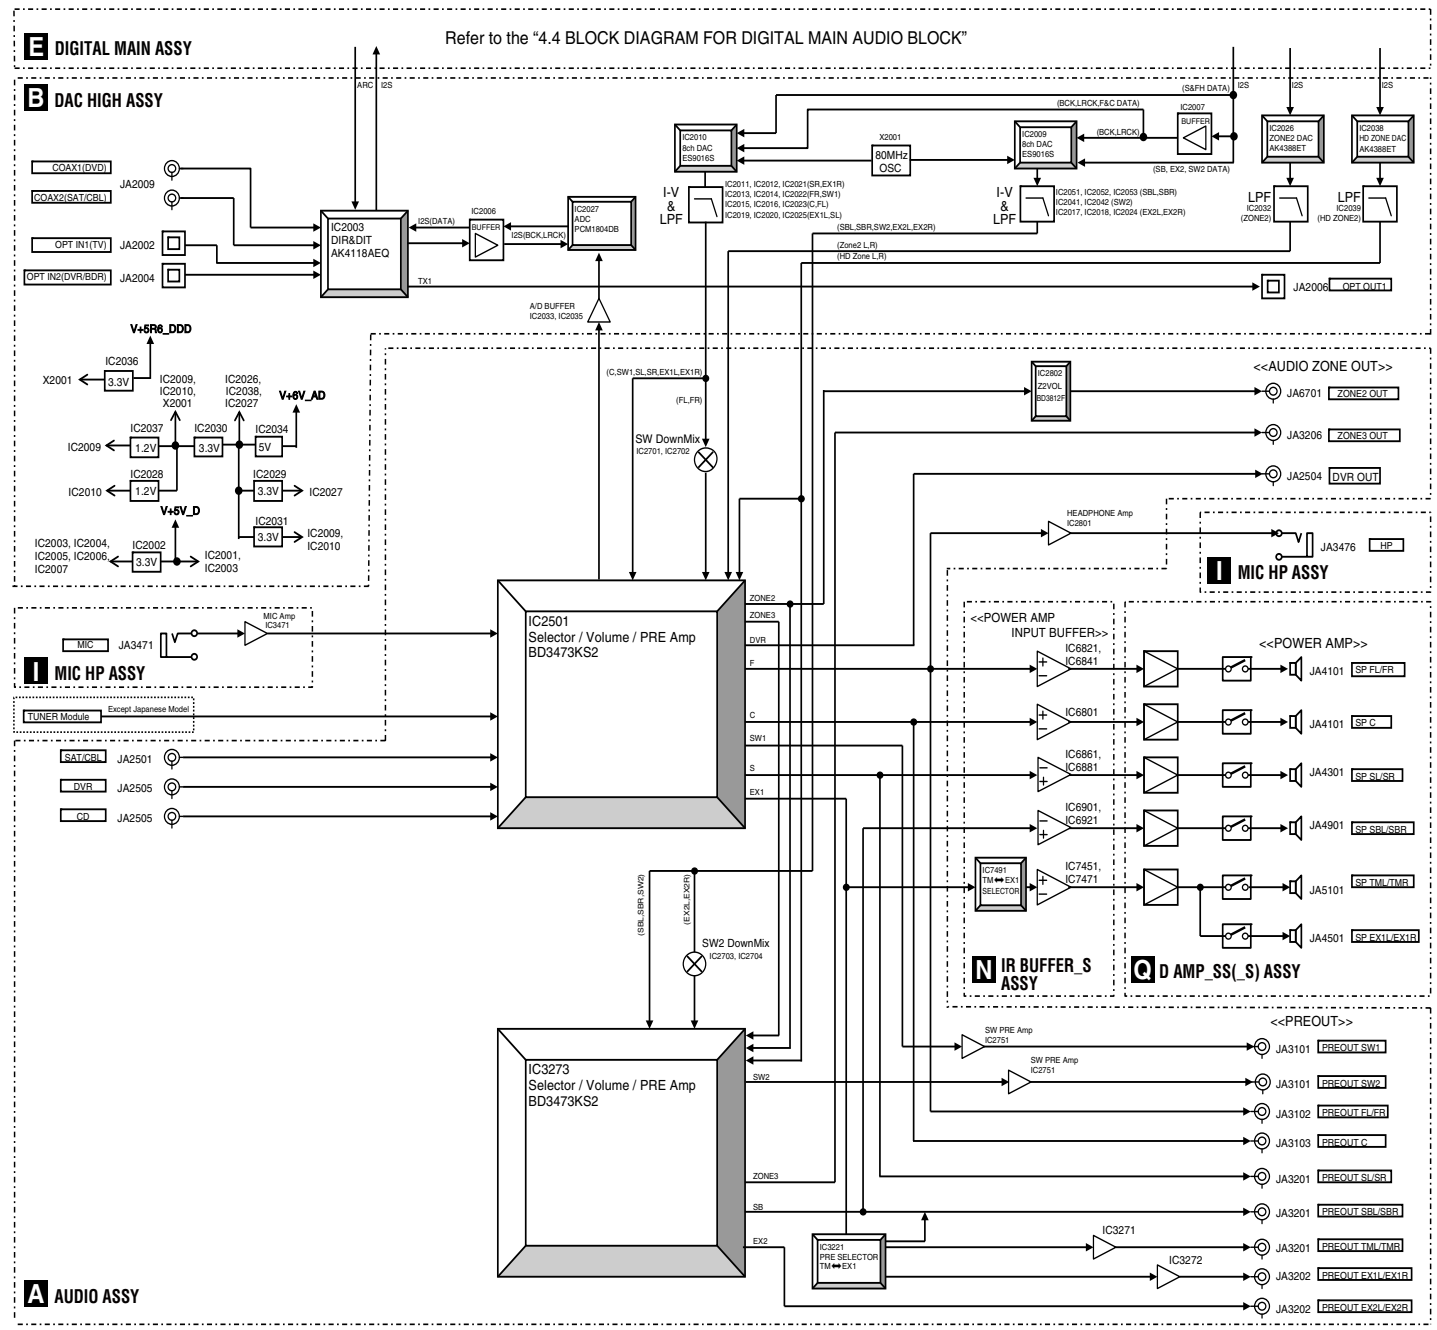 E DIGITAL MAIN ASSY
Refer to the “4.4 BLOCK DIAGRAM FOR DIGITAL MAIN AUDIO BLOCK”
ARC
I2S
I2S
I2S
I2S
B DAC HIGH ASSY
(S&FH DATA)
(BCK,LRCK,F&C DATA)
IC2007
BUFFER
(BCK,LRCK)
(SB, EX2, SW2 DATA)
IC2010
8ch DAC
ES9016S
X2001
80MHz
OSC
IC2009
8ch DAC
ES9016S
IC2026
ZONE2 DAC
AK4388ET
IC2038
HD ZONE DAC
AK4388ET
COAX1(DVD)
JA2009
COAX2(SAT/CBL)
OPT IN1(TV)
JA2002
OPT IN2(DVR/BDR)
JA2004
IC2003
DIR&DIT
AK4118AEQ
I2S(DATA)
IC2006
BUFFER
I2S(BCK,LRCK)
IC2027
ADC
PCM1804DB
I-V
&
LPF
IC2011, IC2012, IC2021(SR,EX1R)
IC2013, IC2014, IC2022(FR,SW1)
IC2015, IC2016, IC2023(C,FL)
IC2019, IC2020, IC2025(EX1L,SL)
I-V
&
LPF
IC2051, IC2052, IC2053 (SBL,SBR)
IC2041, IC2042 (SW2)
IC2017, IC2018, IC2024 (EX2L,EX2R)
LPF
IC2032
(ZONE2)
LPF
IC2039
(HD ZONE2)
(SBL,SBR,SW2,EX2L,EX2R)
(Zone2 L,R)
(HD Zone L,R)
TX1
JA2006
OPT OUT1
A/D BUFFER
IC2033, IC2035
V+5R6_DDD
IC2036
X2001
3.3V
IC2009,
IC2010,
X2001
IC2026,
IC2038,
IC2027
V+6V_AD
IC2037
IC2030
IC2034
IC2009
1.2V
3.3V
5V
IC2028
IC2029
IC2010
1.2V
3.3V
IC2027
V+5V_D
IC2031
3.3V
IC2009,
IC2010
IC2003, IC2004,
IC2005, IC2006,
IC2007
IC2002
3.3V
IC2001,
IC2003
(C,SW1,SL,SR,EX1L,EX1R)
(FL,FR)
SW DownMix
IC2701, IC2702
IC2802
Z2VOL
BD3812F
<<AUDIO ZONE OUT>>
JA6701
ZONE2 OUT
JA3206
ZONE3 OUT
JA2504
DVR OUT
HEADPHONE Amp
IC2801
JA3476
HP
I MIC HP ASSY
MIC
JA3471
MIC Amp
IC3471
I MIC HP ASSY
TUNER Module
Except Japanese Model
SAT/CBL
JA2501
DVR
JA2505
CD
JA2505
IC2501
Selector / Volume / PRE Amp
BD3473KS2
ZONE2
ZONE3
DVR
F
C
SW1
S
EX1
<<POWER AMP
INPUT BUFFER>>
IC6821,
IC6841
IC6801
IC6861,
IC6881
IC6901,
IC6921
IC7491
TM⬌EX1
SELECTOR
IC7451,
IC7471
N IR BUFFER_S
ASSY
<<POWER AMP>>
JA4101
SP FL/FR
JA4101
SP C
JA4301
SP SL/SR
JA4901
SP SBL/SBR
JA5101
SP TML/TMR
JA4501
SP EX1L/EX1R
Q D AMP_SS(_S) ASSY
(SBL,SBR,SW2)
(EX2L,EX2R)
SW2 DownMix
IC2703, IC2704
IC3273
Selector / Volume / PRE Amp
BD3473KS2
SW2
ZONE3
SB
EX2
<<PREOUT>>
SW PRE Amp
IC2751
JA3101
PREOUT SW1
SW PRE Amp
IC2751
JA3101
PREOUT SW2
JA3102
PREOUT FL/FR
JA3103
PREOUT C
JA3201
PREOUT SL/SR
JA3201
PREOUT SBL/SBR
IC3221
PRE SELECTOR
TM⬌EX1
IC3271
JA3201
PREOUT TML/TMR
IC3272
JA3202
PREOUT EX1L/EX1R
JA3202
PREOUT EX2L/EX2R
A AUDIO ASSY